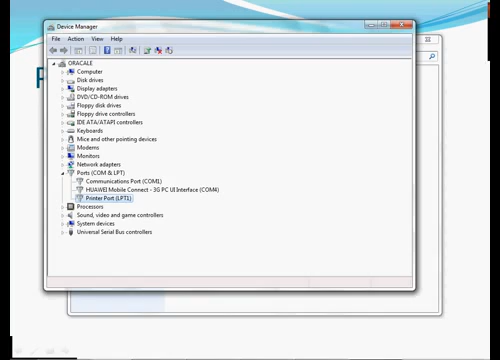 Device Manager
File Action View Help
ORACALE
Computer
Disk drives
Display adapters
DVD/CD-ROM drives
Floppy disk drives
Floppy drive controllers
IDE ATA/ATAPI controllers
Keyboards
Mice and other pointing devices
Modems
Monitors
Network adapters
Ports (COM & LPT)
Communications Port (COM1)
HUAWEI Mobile Connect - 3G PC UI Interface (COM4)
Printer Port (LPT1)
Processors
Sound, video and game controllers
System devices
Universal Serial Bus controllers